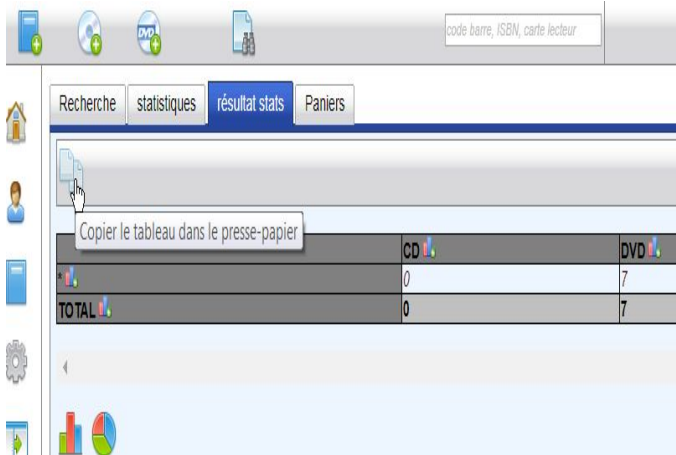 DVD
code barre, ISBN, carte lecteur
Recherche statistiques résultat stats Paniers
Copier le tableau dans le presse-papier
CD DVD
* 0 7
TOTAL 0 7